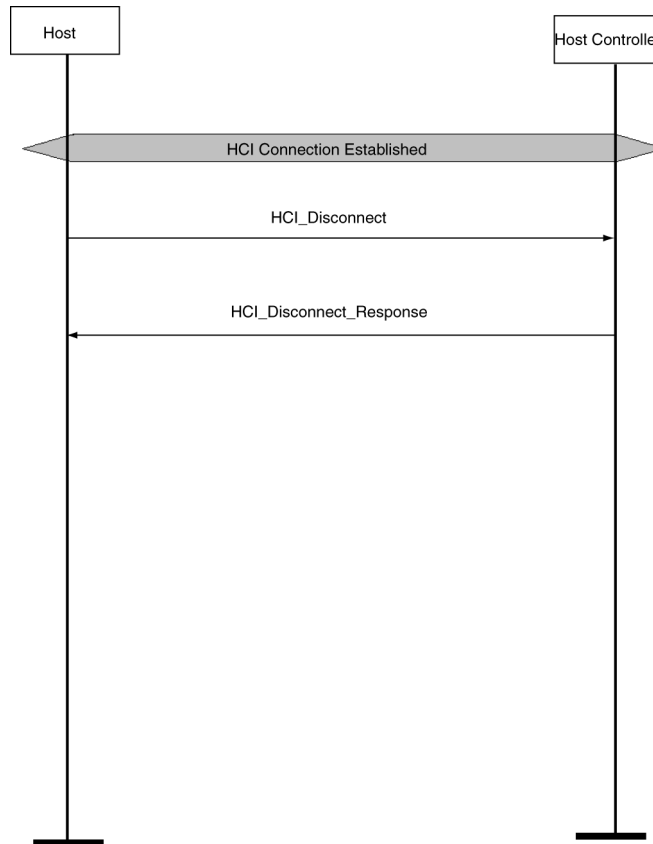 Host
Host Controlle
HCI Connection Established
HCI_Disconnect
HCI_Disconnect_Response